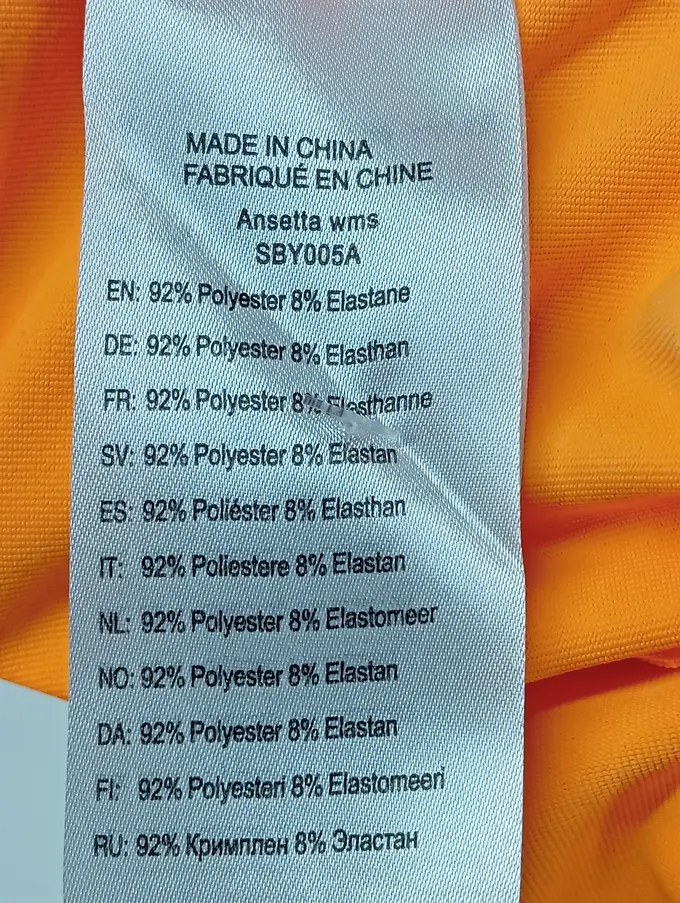 MADE IN CHINA
FABRIQUÉ EN CHINE
Ansetta wms
SBY005A
EN: 92% Polyester 8% Elastane
DE: 92% Polyester 8% Elasthan
FR: 92% Polyester 8% Elasthanne
SV: 92% Polyester 8% Elastan
ES: 92% Poliéster 8% Elasthan
IT: 92% Poliestere 8% Elastan
NL: 92% Polyester 8% Elastomeer
NO: 92% Polyester 8% Elastan
DA: 92% Polyester 8% Elastan
FI: 92% Polyesteri 8% Elastomeeri
RU: 92% Кримплен 8% Эластан